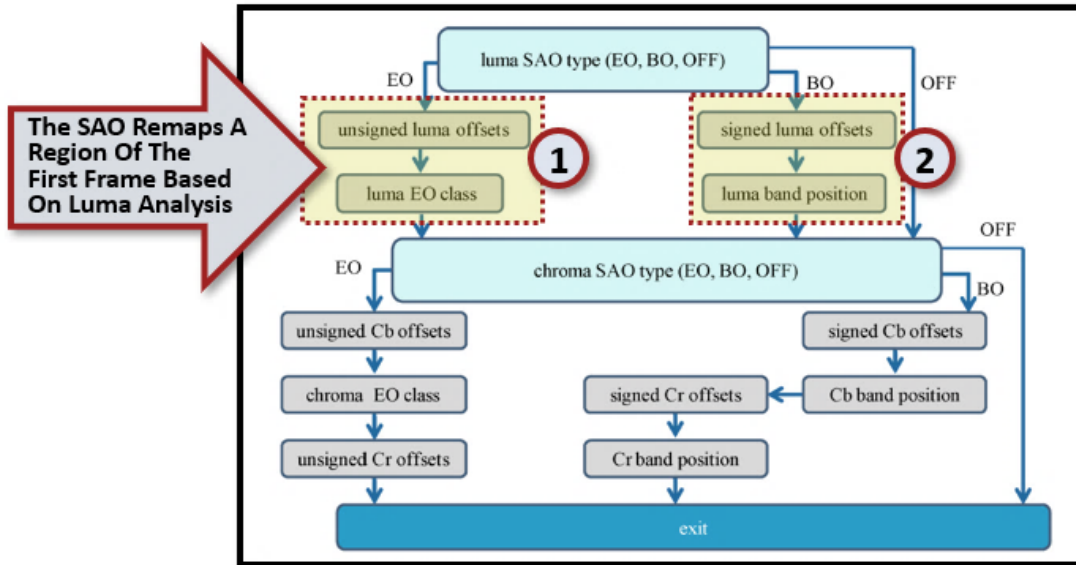 luma SAO type (EO, BO, OFF)
EO
BO
OFF
The SAO Remaps A
Region Of The
First Frame Based
On Luma Analysis
unsigned luma offsets
1
signed luma offsets
2
luma EO class
luma band position
OFF
chroma SAO type (EO, BO, OFF)
EO
BO
unsigned Cb offsets
signed Cb offsets
chroma EO class
signed Cr offsets
Cb band position
unsigned Cr offsets
Cr band position
exit